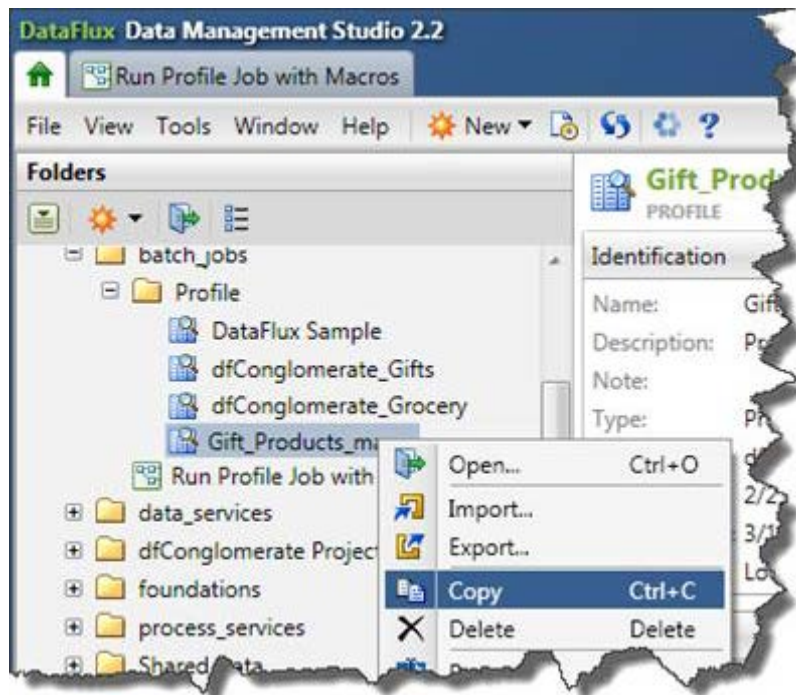 DataFlux Data Management Studio 2.2
Run Profile Job with Macros
File View Tools Window Help New ?
Folders
Gift_Prod
PROFILE
batch_jobs
Identification
Profile
Name: Gift
DataFlux Sample
Description:
dfConglomerate_Gifts
Note:
dfConglomerate_Grocery
Type:
Gift_Products_ma
Open... Ctrl+O
Run Profile Job with
Import...
data_services
Export...
dfConglomerate Project
Copy Ctrl+C
foundations
Delete Delete
process_services
Shared Data